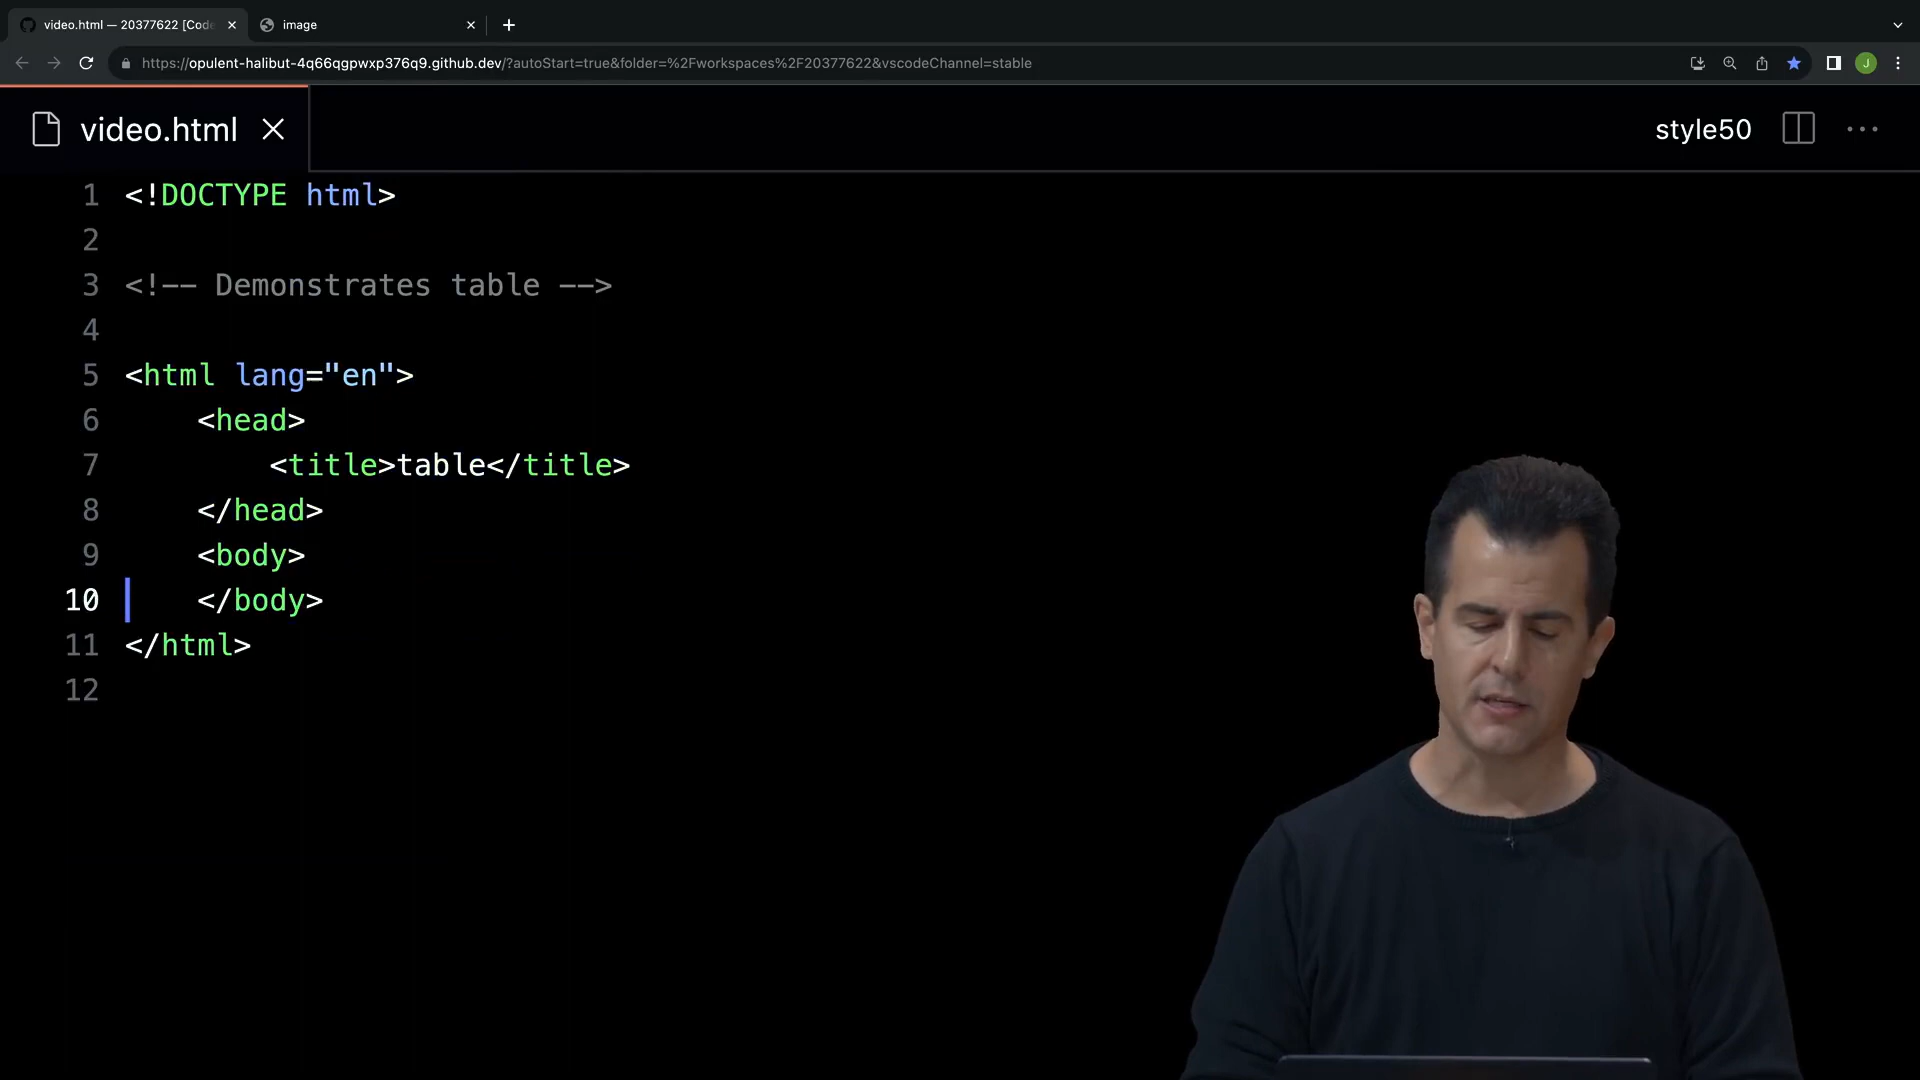 video.html — 20377622 [Code
image
https://opulent-halibut-4q66qgpwxp376q9.github.dev/?autoStart=true&folder=%2Fworkspaces%2F20377622&vscodeChannel=stable
J
video.html
style50
1 <!DOCTYPE html>
2
3 <!-- Demonstrates table -->
4
5 <html lang="en">
6 <head>
7 <title>table</title>
8 </head>
9 <body>
10 </body>
11 </html>
12